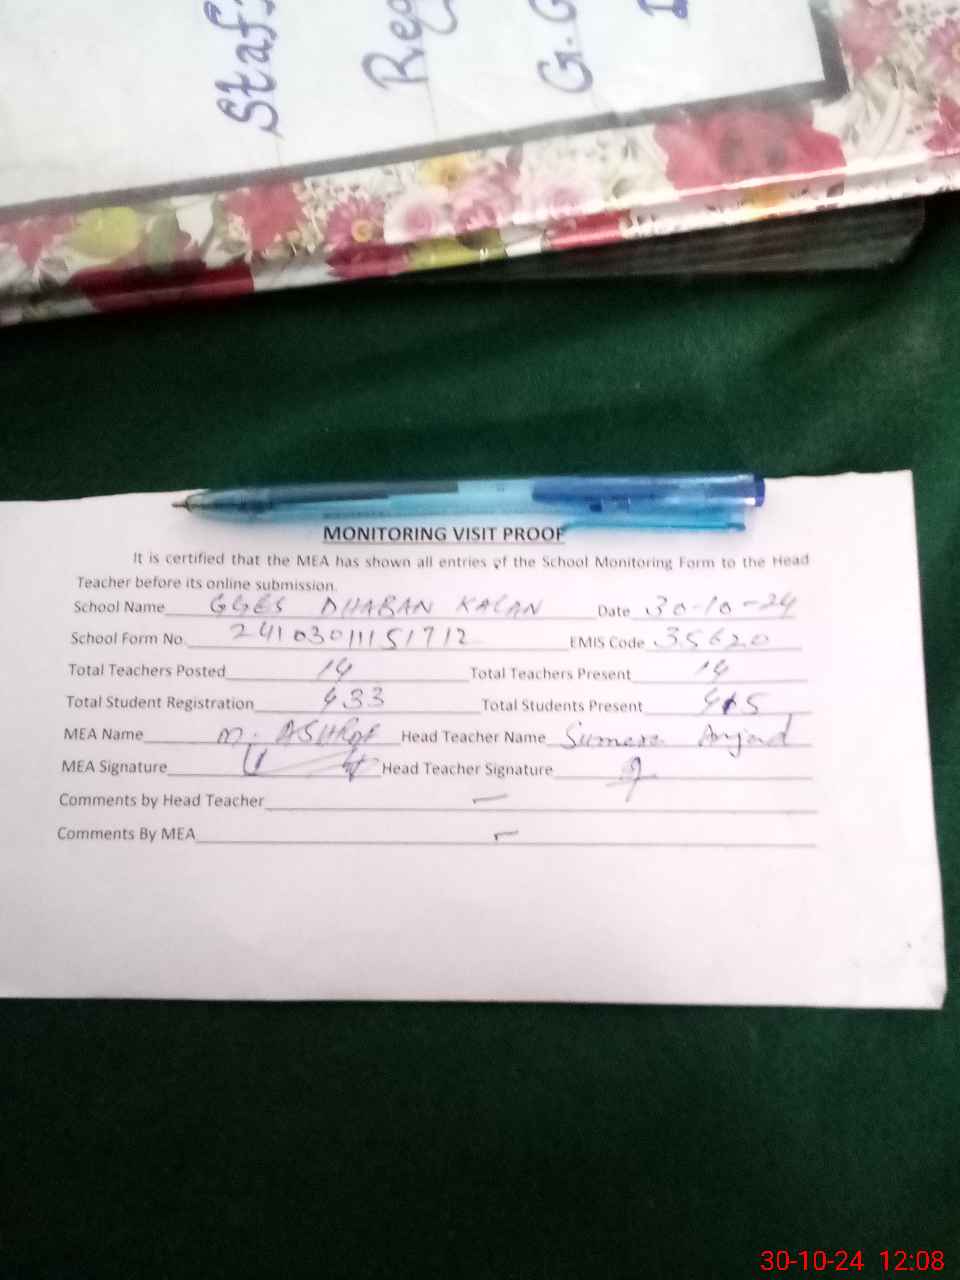 Staf
Reg
G.G
MONITORING VISIT PROOF
It is certified that the MEA has shown all entries of the School Monitoring Form to the Head
Teacher before its online submission.
School Name GGES DHARAN KALAN Date 30-10-24
School Form No. 24103011151712 EMIS Code 35620
Total Teachers Posted 14 Total Teachers Present 14
Total Student Registration 433 Total Students Present 415
MEA Name M. ASHRAF Head Teacher Name Sumera Amjad
MEA Signature Head Teacher Signature
Comments by Head Teacher —
Comments By MEA —
30-10-24 12:08